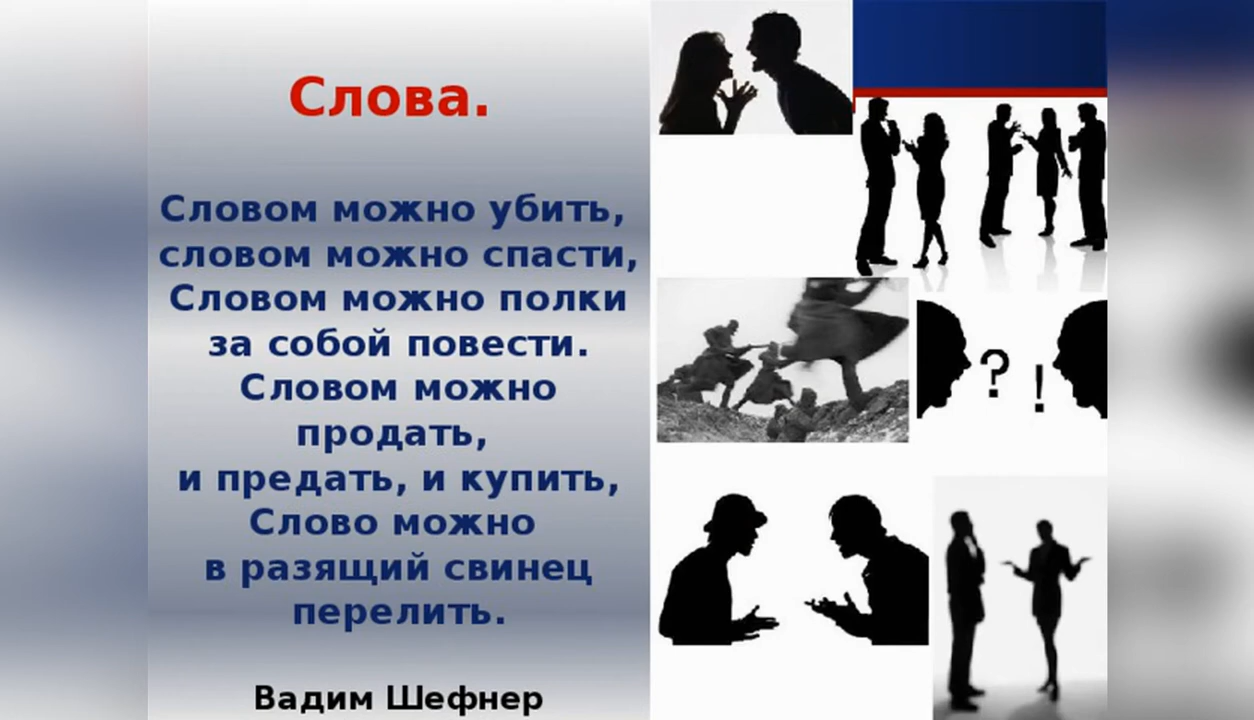 Слова.
Словом можно убить,
словом можно спасти,
Словом можно полки
за собой повести.
Словом можно
продать,
и предать, и купить,
Слово можно
в разящий свинец
перелить.
Вадим Шефнер
? !